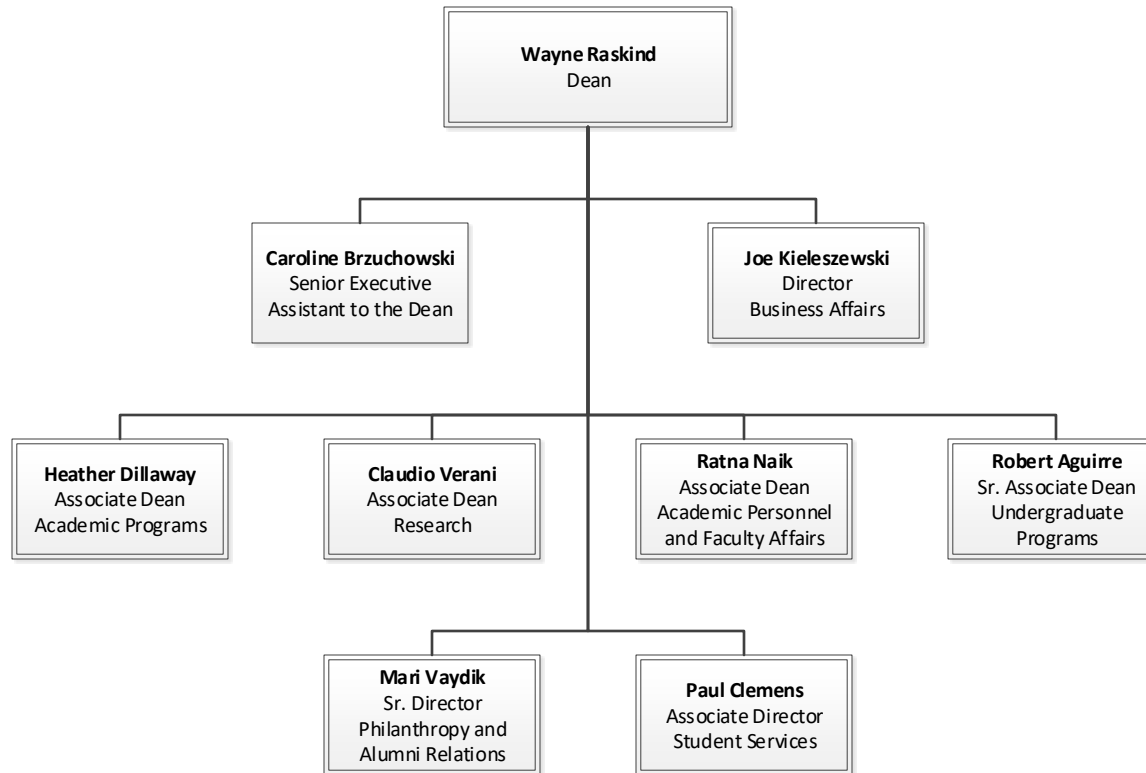 Wayne Raskind
Dean
Caroline Brzuchowski
Senior Executive
Assistant to the Dean
Joe Kieleszewski
Director
Business Affairs
Heather Dillaway
Associate Dean
Academic Programs
Claudio Verani
Associate Dean
Research
Ratna Naik
Associate Dean
Academic Personnel
and Faculty Affairs
Robert Aguirre
Sr. Associate Dean
Undergraduate
Programs
Mari Vaydik
Sr. Director
Philanthropy and
Alumni Relations
Paul Clemens
Associate Director
Student Services